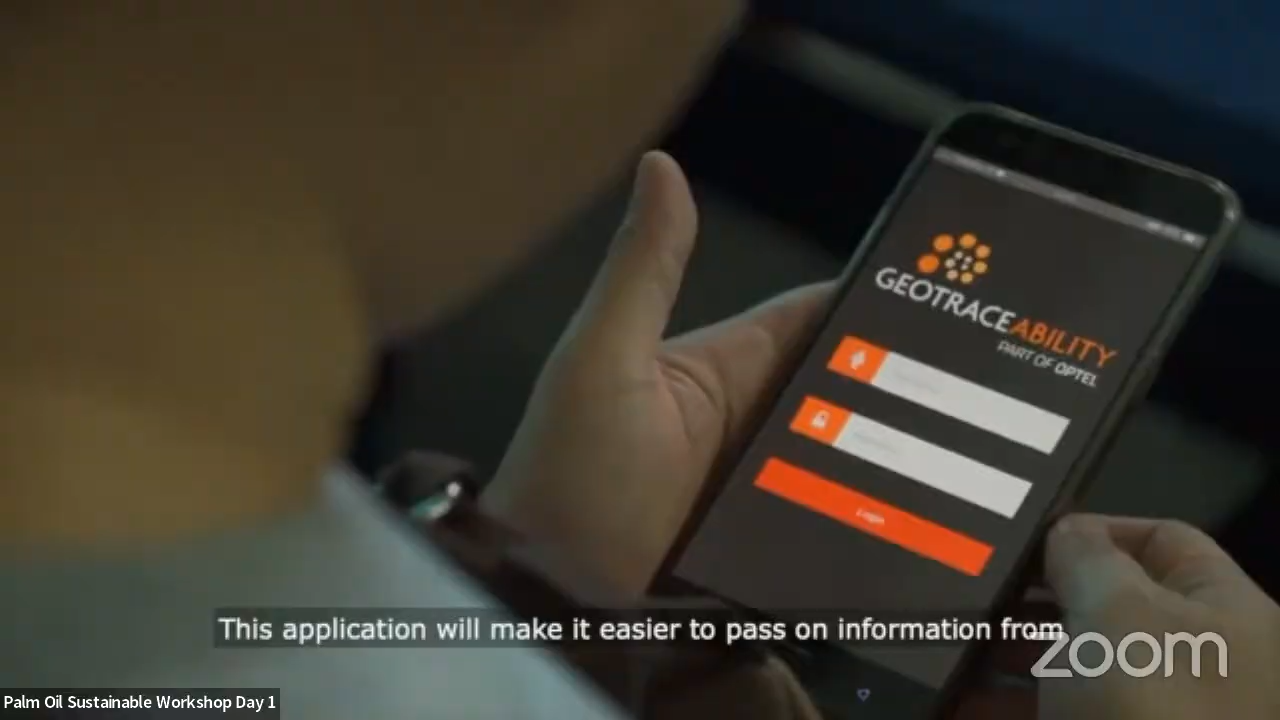 GEOTRACEABILITY
PART OF OPTEL
Login
This application will make it easier to pass on information from
zoom
Palm Oil Sustainable Workshop Day 1